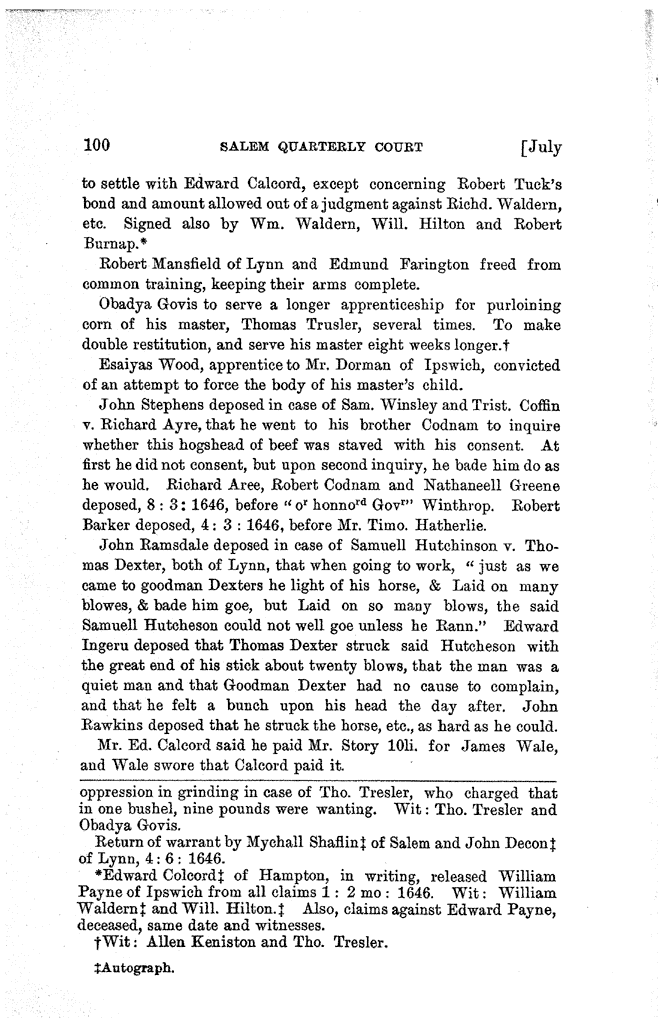 100 SALEM QUARTERLY COURT [July
to settle with Edward Calcord, except concerning Robert Tuck's
bond and amount allowed out of a judgment against Richd. Waldern,
etc. Signed also by Wm. Waldern, Will. Hilton and Robert
Burnap.*
Robert Mansfield of Lynn and Edmund Farington freed from
common training, keeping their arms complete.
Obadya Govis to serve a longer apprenticeship for purloining
corn of his master, Thomas Trusler, several times. To make
double restitution, and serve his master eight weeks longer.†
Esaiyas Wood, apprentice to Mr. Dorman of Ipswich, convicted
of an attempt to force the body of his master's child.
John Stephens deposed in case of Sam. Winsley and Trist. Coffin
v. Richard Ayre, that he went to his brother Codnam to inquire
whether this hogshead of beef was staved with his consent. At
first he did not consent, but upon second inquiry, he bade him do as
he would. Richard Aree, Robert Codnam and Nathaneell Greene
deposed, 8 : 3 : 1646, before "oʳ honnoʳᵈ Govʳ'" Winthrop. Robert
Barker deposed, 4 : 3 : 1646, before Mr. Timo. Hatherlie.
John Ramsdale deposed in case of Samuell Hutchinson v. Tho-
mas Dexter, both of Lynn, that when going to work, "just as we
came to goodman Dexters he light of his horse, & Laid on many
blowes, & bade him goe, but Laid on so many blows, the said
Samuell Hutcheson could not well goe unless he Rann." Edward
Ingeru deposed that Thomas Dexter struck said Hutcheson with
the great end of his stick about twenty blows, that the man was a
quiet man and that Goodman Dexter had no cause to complain,
and that he felt a bunch upon his head the day after. John
Rawkins deposed that he struck the horse, etc., as hard as he could.
Mr. Ed. Calcord said he paid Mr. Story 10li. for James Wale,
and Wale swore that Calcord paid it.
oppression in grinding in case of Tho. Tresler, who charged that
in one bushel, nine pounds were wanting. Wit: Tho. Tresler and
Obadya Govis.
Return of warrant by Mychall Shaflin‡ of Salem and John Decon‡
of Lynn, 4 : 6 : 1646.
*Edward Colcord‡ of Hampton, in writing, released William
Payne of Ipswich from all claims 1 : 2 mo : 1646. Wit: William
Waldern‡ and Will. Hilton.‡ Also, claims against Edward Payne,
deceased, same date and witnesses.
†Wit: Allen Keniston and Tho. Tresler.
‡Autograph.